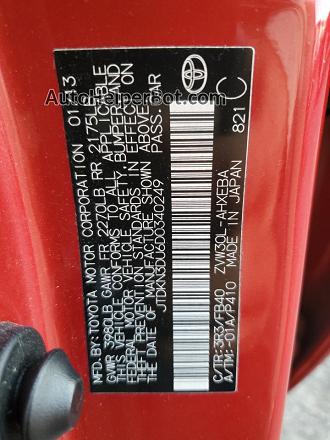 AutoHelperBot.com
MFD.BY: TOYOTA MOTOR CORPORATION 01/13
GVWR 3980LB GAWR FR 2270LB RR 2175LB
THIS VEHICLE CONFORMS TO ALL APPLICABLE
FEDERAL MOTOR VEHICLE SAFETY, BUMPER, AND
THEFT PREVENTION STANDARDS IN EFFECT ON
THE DATE OF MANUFACTURE SHOWN ABOVE.
JTDKN3DU5D0340249 PASS. CAR
C/TR: 3R3/FB40 ZVW30L-AHXEBA
A/TM: -01A/P410 MADE IN JAPAN
821 C
TOYOTA